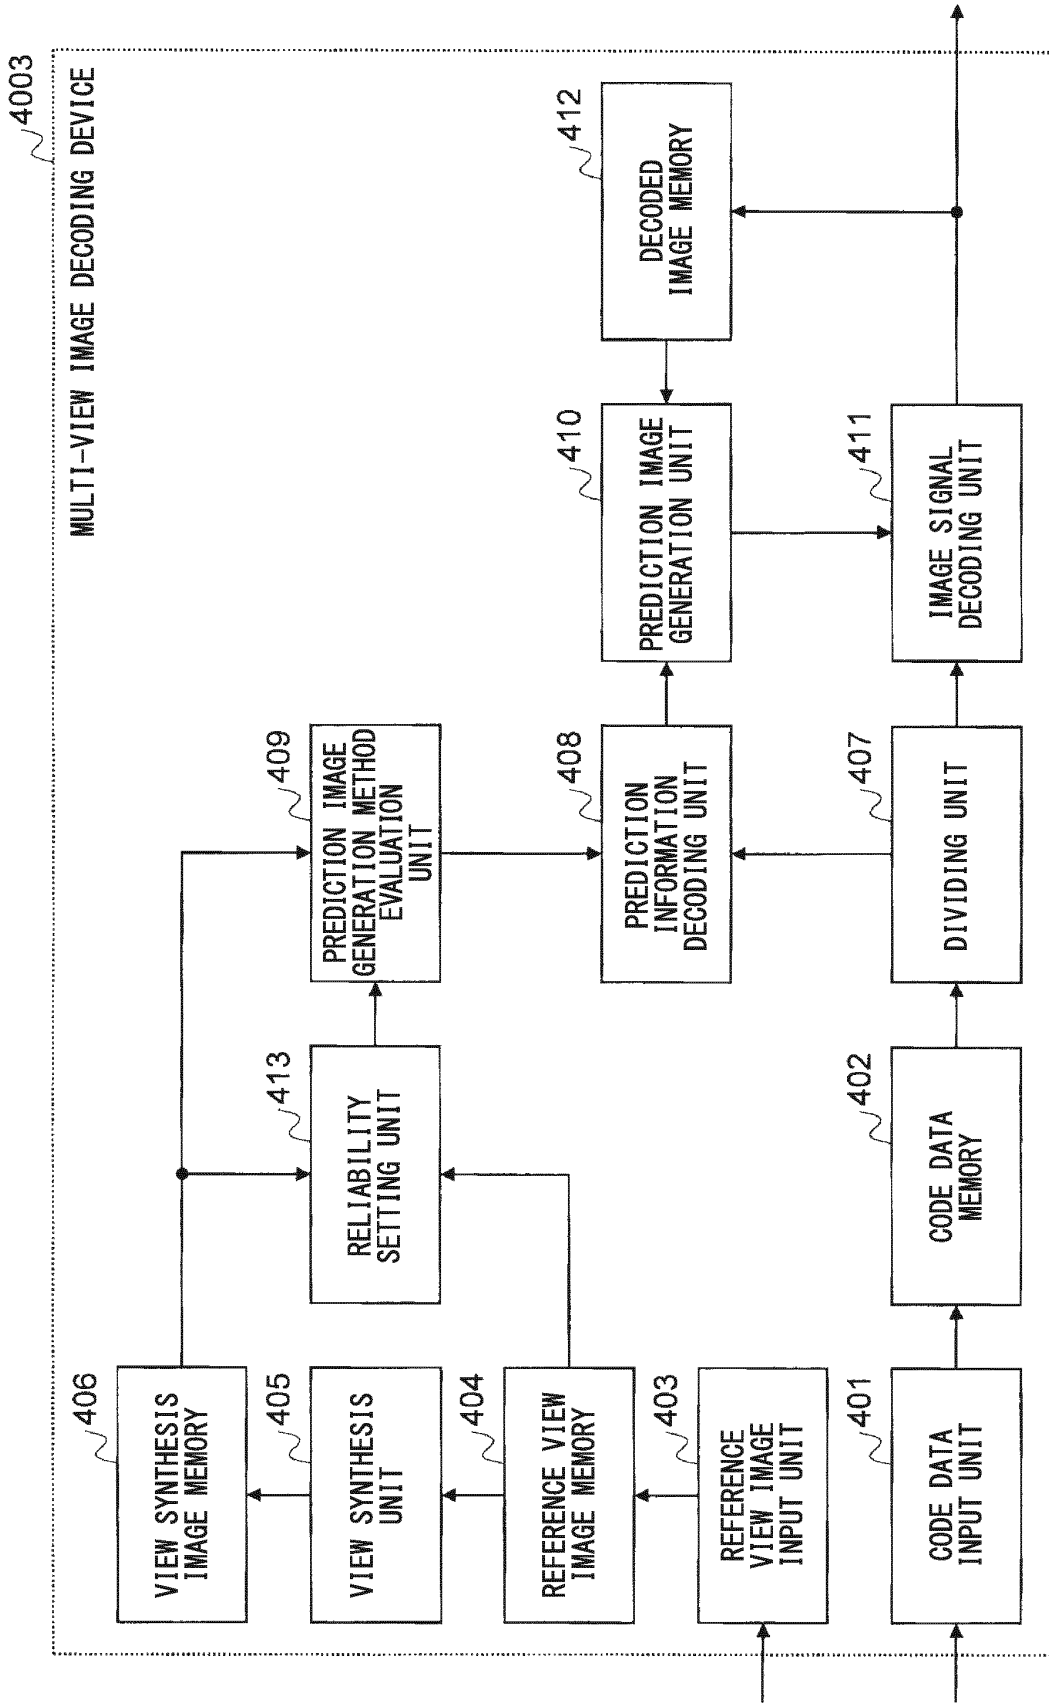 4003
MULTI-VIEW IMAGE DECODING DEVICE
406
VIEW SYNTHESIS
IMAGE MEMORY
405
VIEW SYNTHESIS
UNIT
404
REFERENCE VIEW
IMAGE MEMORY
403
REFERENCE
VIEW IMAGE
INPUT UNIT
401
CODE DATA
INPUT UNIT
413
RELIABILITY
SETTING UNIT
402
CODE DATA
MEMORY
409
PREDICTION IMAGE
GENERATION METHOD
EVALUATION
UNIT
408
PREDICTION
INFORMATION
DECODING UNIT
407
DIVIDING UNIT
410
PREDICTION IMAGE
GENERATION UNIT
411
IMAGE SIGNAL
DECODING UNIT
412
DECODED
IMAGE MEMORY